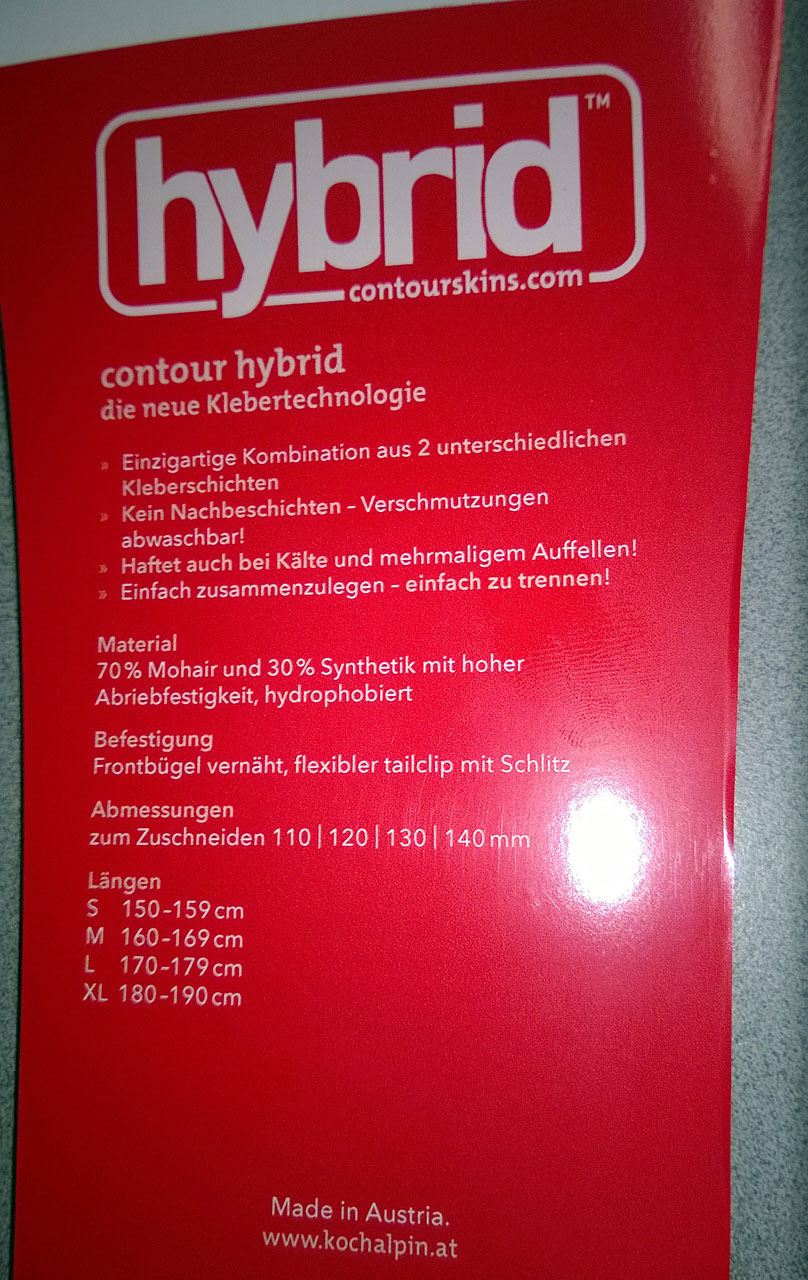 hybrid™
contourskins.com
contour hybrid
die neue Klebertechnologie
» Einzigartige Kombination aus 2 unterschiedlichen
Kleberschichten
» Kein Nachbeschichten – Verschmutzungen
abwaschbar!
» Haftet auch bei Kälte und mehrmaligem Auffellen!
» Einfach zusammenzulegen – einfach zu trennen!
Material
70% Mohair und 30% Synthetik mit hoher
Abriebfestigkeit, hydrophobiert
Befestigung
Frontbügel vernäht, flexibler tailclip mit Schlitz
Abmessungen
zum Zuschneiden 110 | 120 | 130 | 140 mm
Längen
S 150–159 cm
M 160–169 cm
L 170–179 cm
XL 180–190 cm
Made in Austria.
www.kochalpin.at